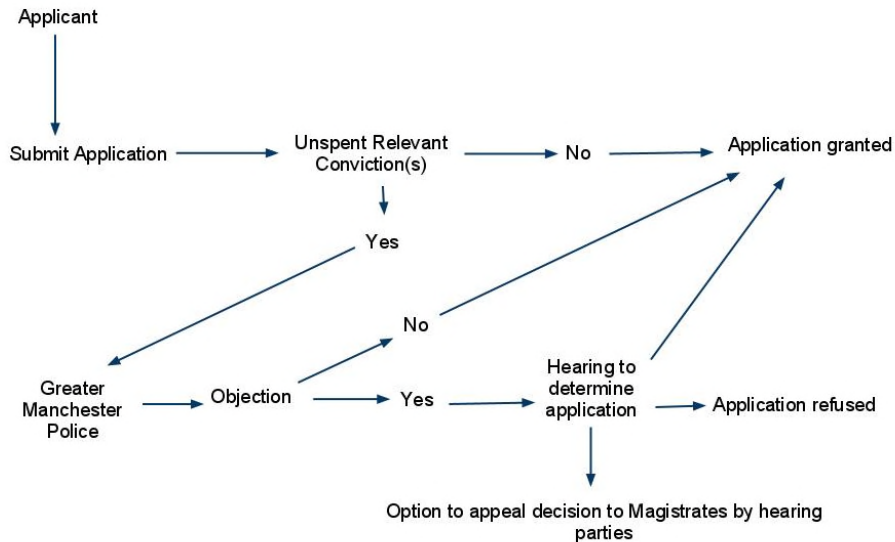 Applicant
Submit Application
Unspent Relevant
Conviction(s)
No
Application granted
Yes
No
Greater
Manchester
Police
Objection
Yes
Hearing to
determine
application
Application refused
Option to appeal decision to Magistrates by hearing
parties